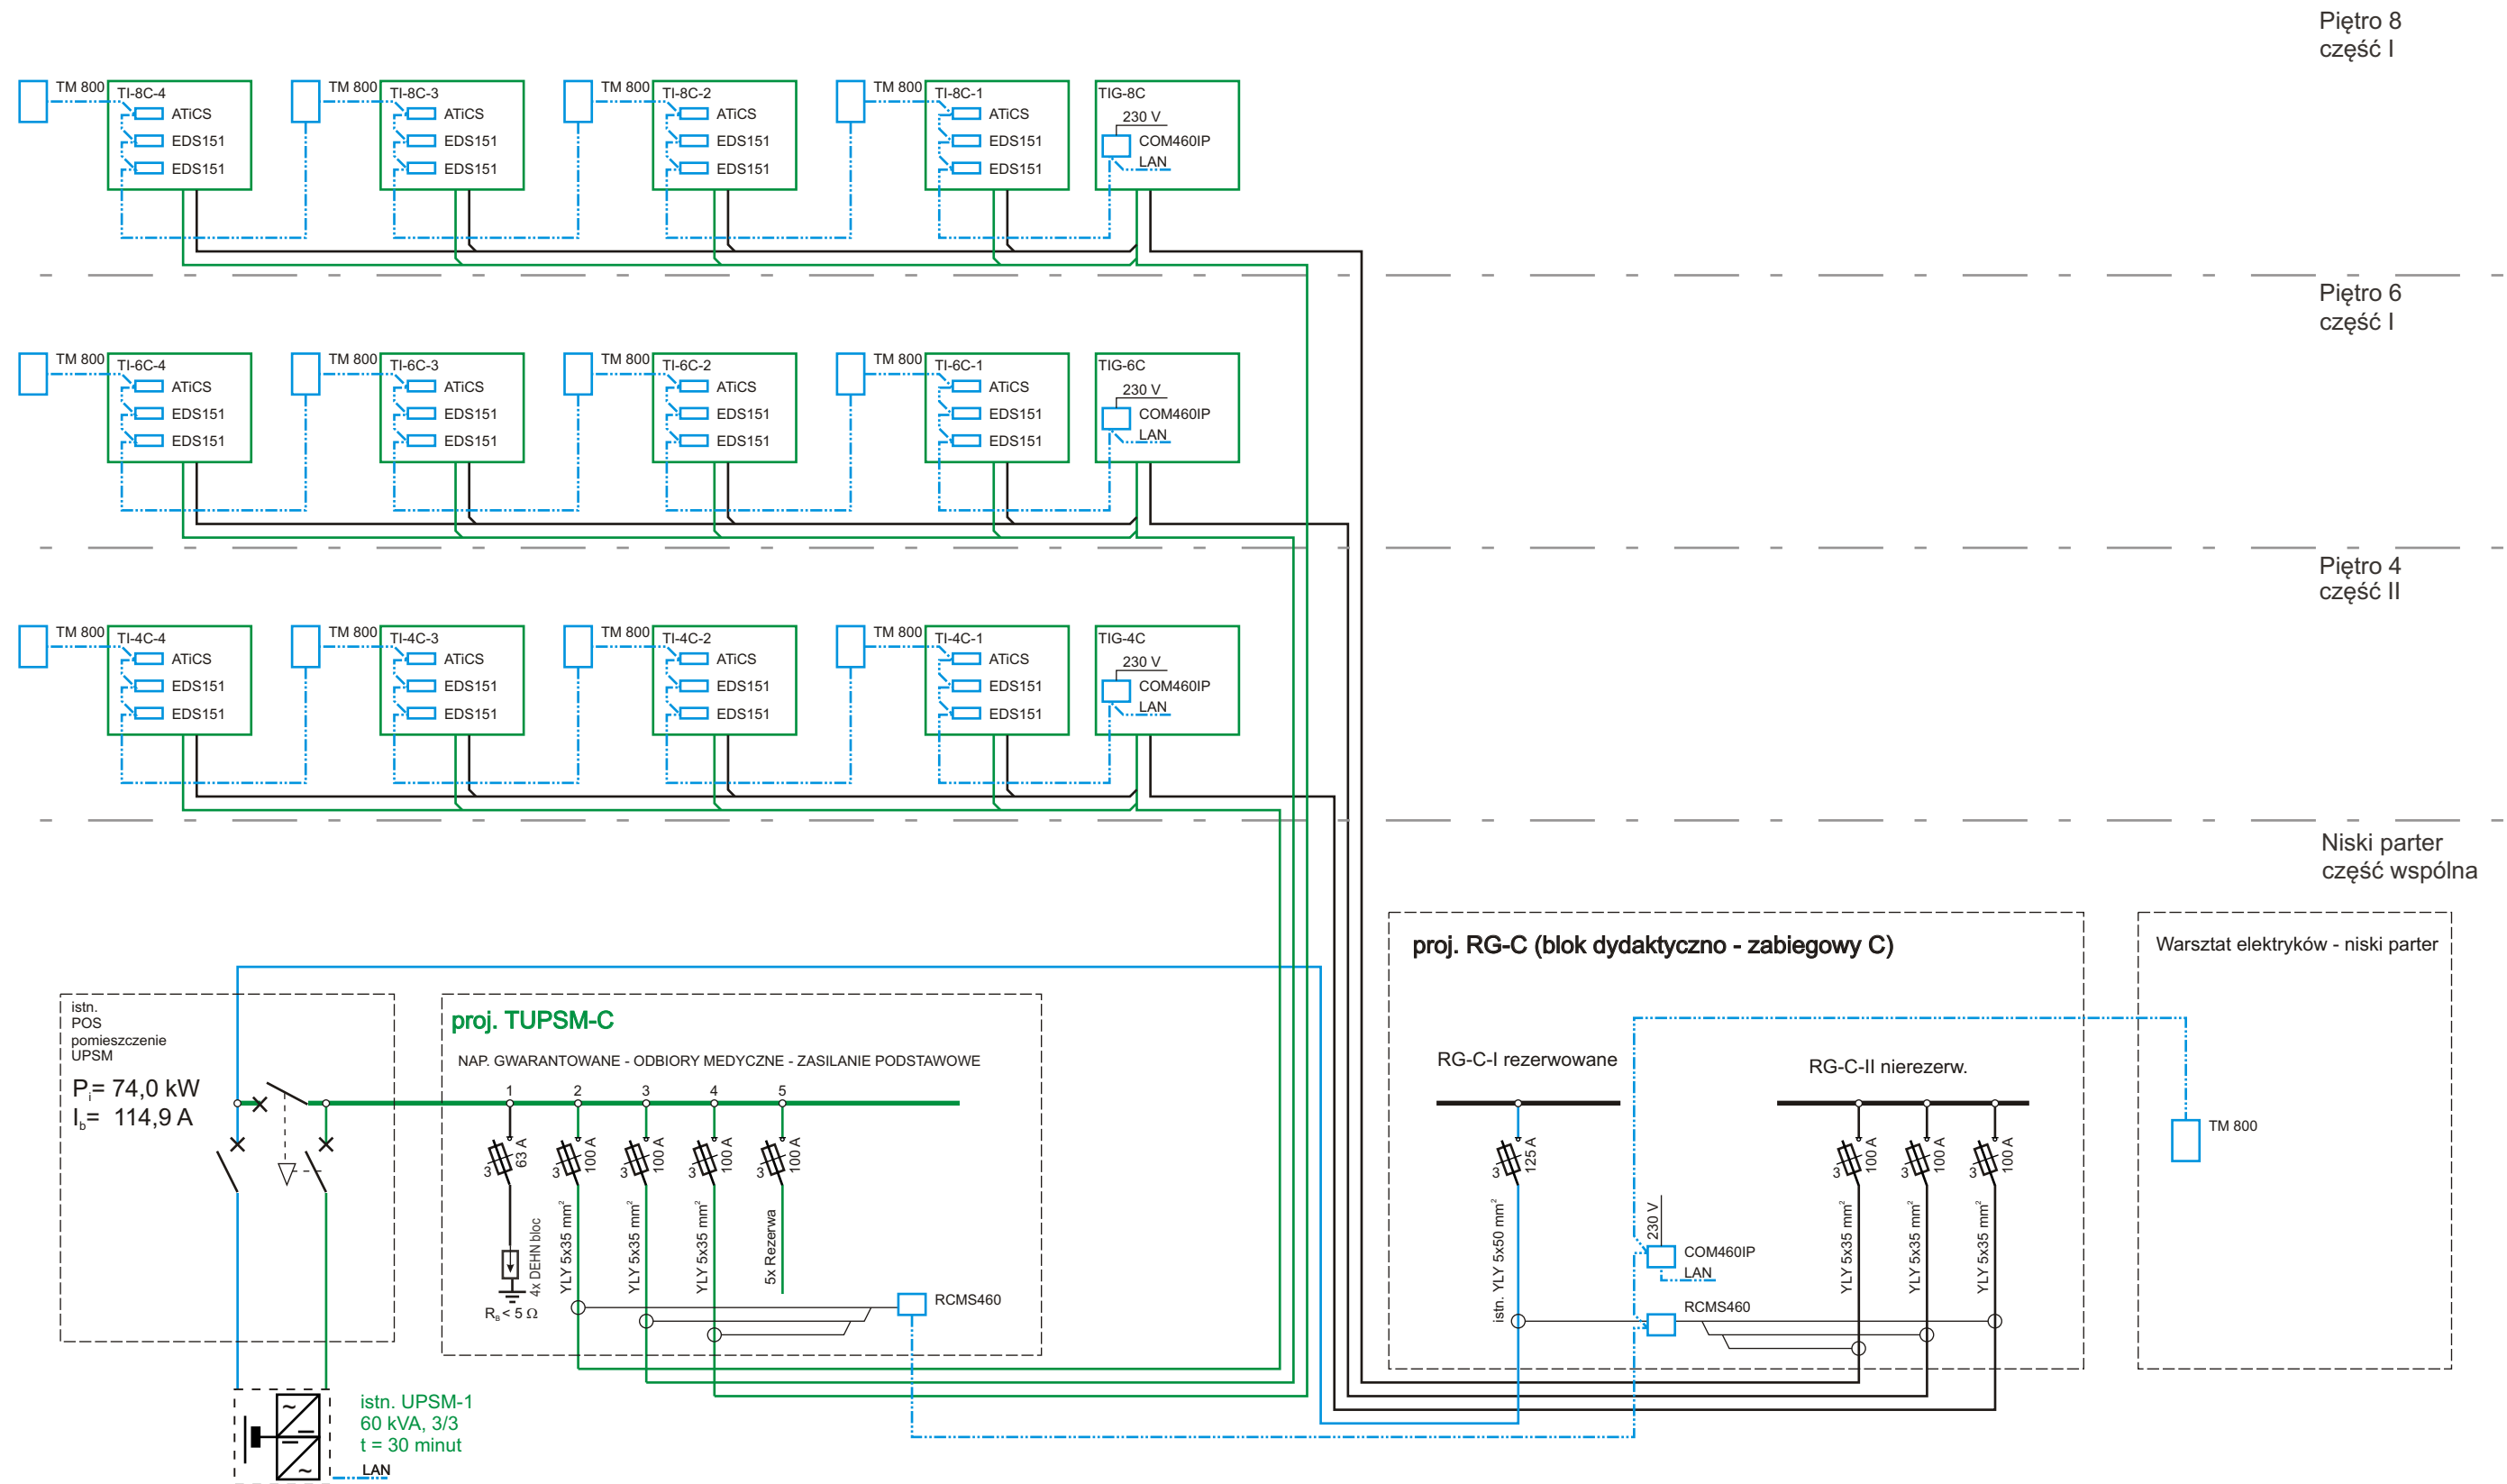 Piętro 8
część I
TM 800
TI-8C-4
ATiCS
EDS151
EDS151
TM 800
TI-8C-3
ATiCS
EDS151
EDS151
TM 800
TI-8C-2
ATiCS
EDS151
EDS151
TM 800
TI-8C-1
ATiCS
EDS151
EDS151
TIG-8C
230 V
COM460IP
LAN
Piętro 6
część I
TM 800
TI-6C-4
ATiCS
EDS151
EDS151
TM 800
TI-6C-3
ATiCS
EDS151
EDS151
TM 800
TI-6C-2
ATiCS
EDS151
EDS151
TM 800
TI-6C-1
ATiCS
EDS151
EDS151
TIG-6C
230 V
COM460IP
LAN
Piętro 4
część II
TM 800
TI-4C-4
ATiCS
EDS151
EDS151
TM 800
TI-4C-3
ATiCS
EDS151
EDS151
TM 800
TI-4C-2
ATiCS
EDS151
EDS151
TM 800
TI-4C-1
ATiCS
EDS151
EDS151
TIG-4C
230 V
COM460IP
LAN
Niski parter
część wspólna
istn.
POS
pomieszczenie
UPSM
Pi= 74,0 kW
Ib= 114,9 A
proj. TUPSM-C
NAP. GWARANTOWANE - ODBIORY MEDYCZNE - ZASILANIE PODSTAWOWE
1
2
3
4
5
3
63 A
3
100 A
3
100 A
3
100 A
3
100 A
4x DEHN bloc
YLY 5x35 mm²
YLY 5x35 mm²
YLY 5x35 mm²
5x Rezerwa
RB < 5 Ω
RCMS460
proj. RG-C (blok dydaktyczno - zabiegowy C)
RG-C-I rezerwowane
RG-C-II nierezerw.
3
125 A
3
100 A
3
100 A
3
100 A
istn. YLY 5x50 mm²
230 V
COM460IP
LAN
RCMS460
YLY 5x35 mm²
YLY 5x35 mm²
YLY 5x35 mm²
Warsztat elektryków - niski parter
TM 800
istn. UPSM-1
60 kVA, 3/3
t = 30 minut
LAN